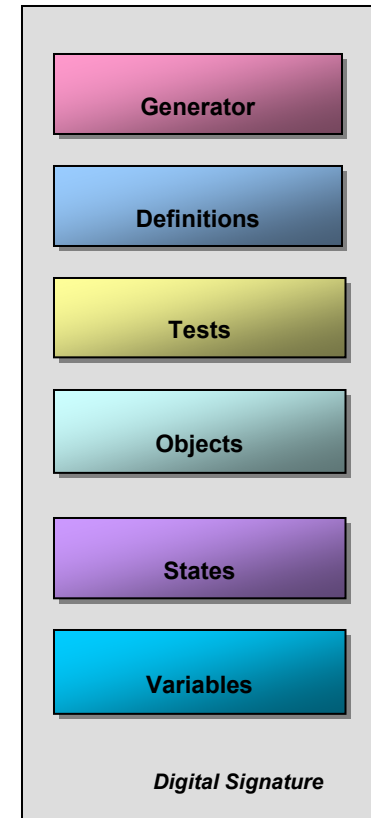 Generator
Definitions
Tests
Objects
States
Variables
Digital Signature